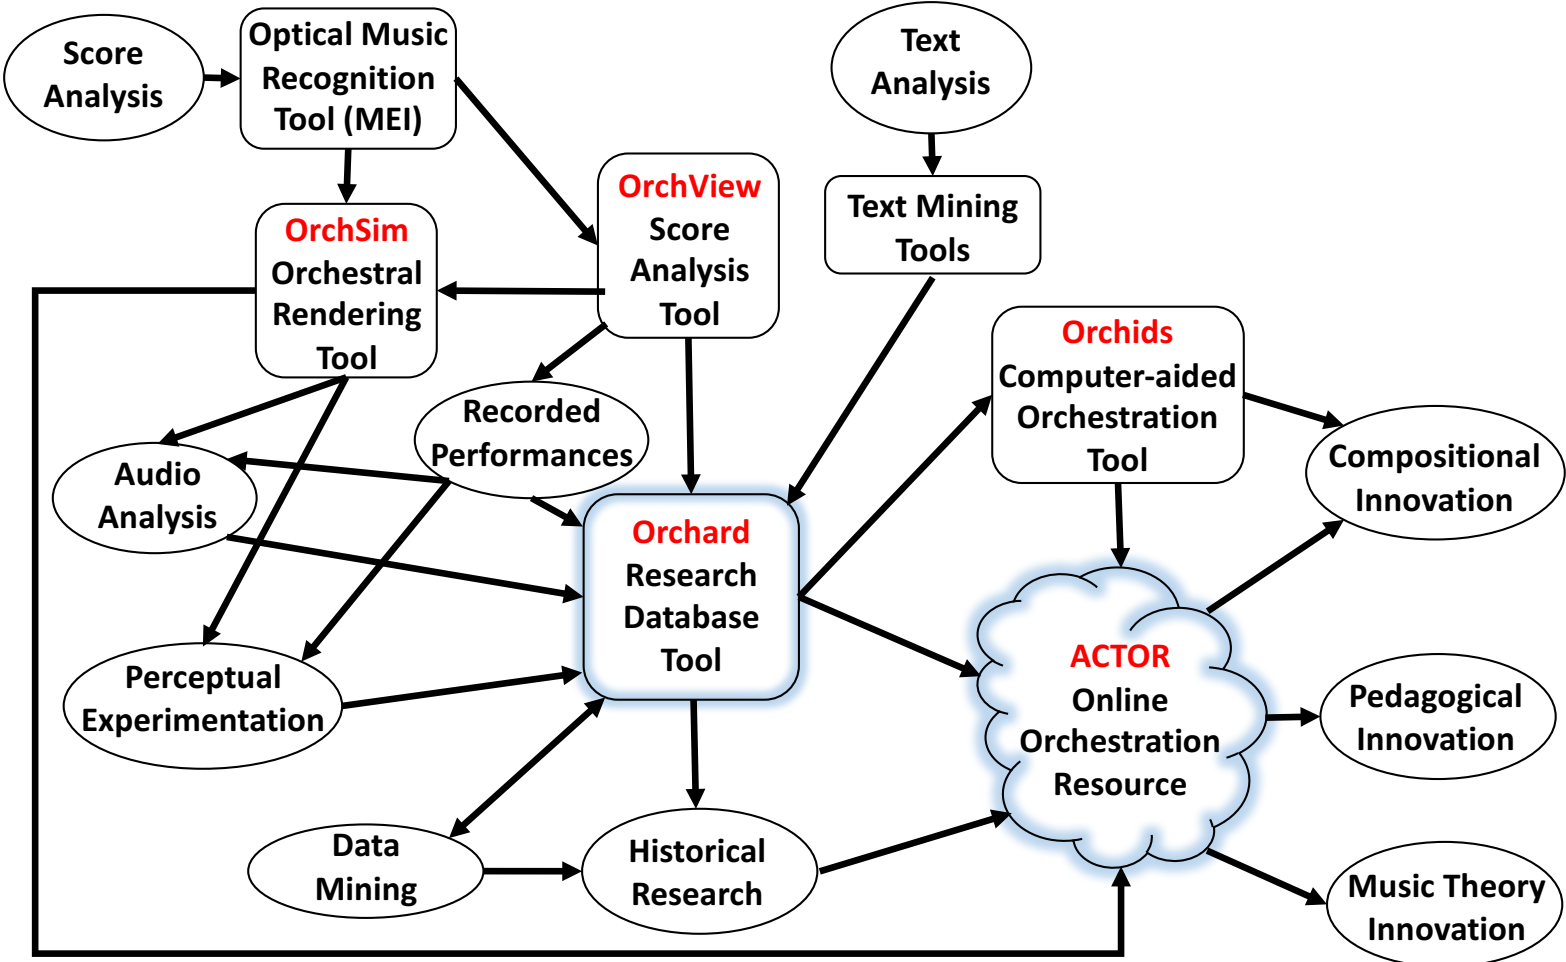 Score
Analysis
Optical Music
Recognition
Tool (MEI)
Text
Analysis
OrchView
Score
Analysis
Tool
Text Mining
Tools
OrchSim
Orchestral
Rendering
Tool
Orchids
Computer-aided
Orchestration
Tool
Recorded
Performances
Audio
Analysis
Compositional
Innovation
Orchard
Research
Database
Tool
Perceptual
Experimentation
ACTOR
Online
Orchestration
Resource
Pedagogical
Innovation
Data
Mining
Historical
Research
Music Theory
Innovation